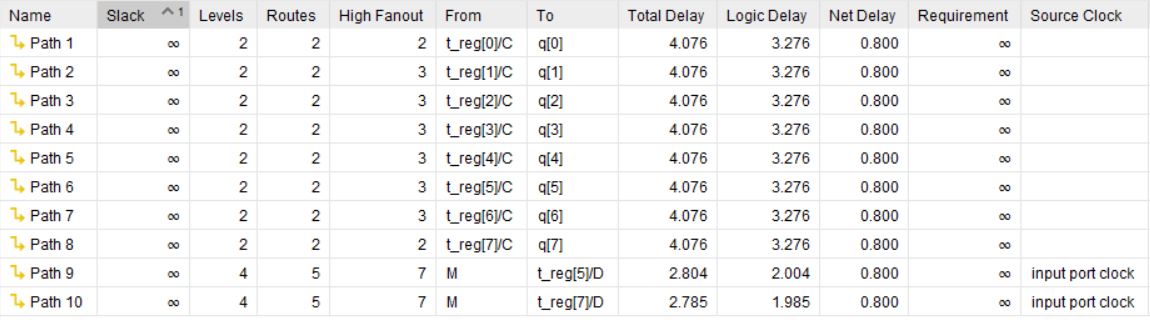 Name Slack ^1 Levels Routes High Fanout From To Total Delay Logic Delay Net Delay Requirement Source Clock
Path 1 ∞ 2 2 2 t_reg[0]/C q[0] 4.076 3.276 0.800 ∞
Path 2 ∞ 2 2 3 t_reg[1]/C q[1] 4.076 3.276 0.800 ∞
Path 3 ∞ 2 2 3 t_reg[2]/C q[2] 4.076 3.276 0.800 ∞
Path 4 ∞ 2 2 3 t_reg[3]/C q[3] 4.076 3.276 0.800 ∞
Path 5 ∞ 2 2 3 t_reg[4]/C q[4] 4.076 3.276 0.800 ∞
Path 6 ∞ 2 2 3 t_reg[5]/C q[5] 4.076 3.276 0.800 ∞
Path 7 ∞ 2 2 3 t_reg[6]/C q[6] 4.076 3.276 0.800 ∞
Path 8 ∞ 2 2 2 t_reg[7]/C q[7] 4.076 3.276 0.800 ∞
Path 9 ∞ 4 5 7 M t_reg[5]/D 2.804 2.004 0.800 ∞ input port clock
Path 10 ∞ 4 5 7 M t_reg[7]/D 2.785 1.985 0.800 ∞ input port clock